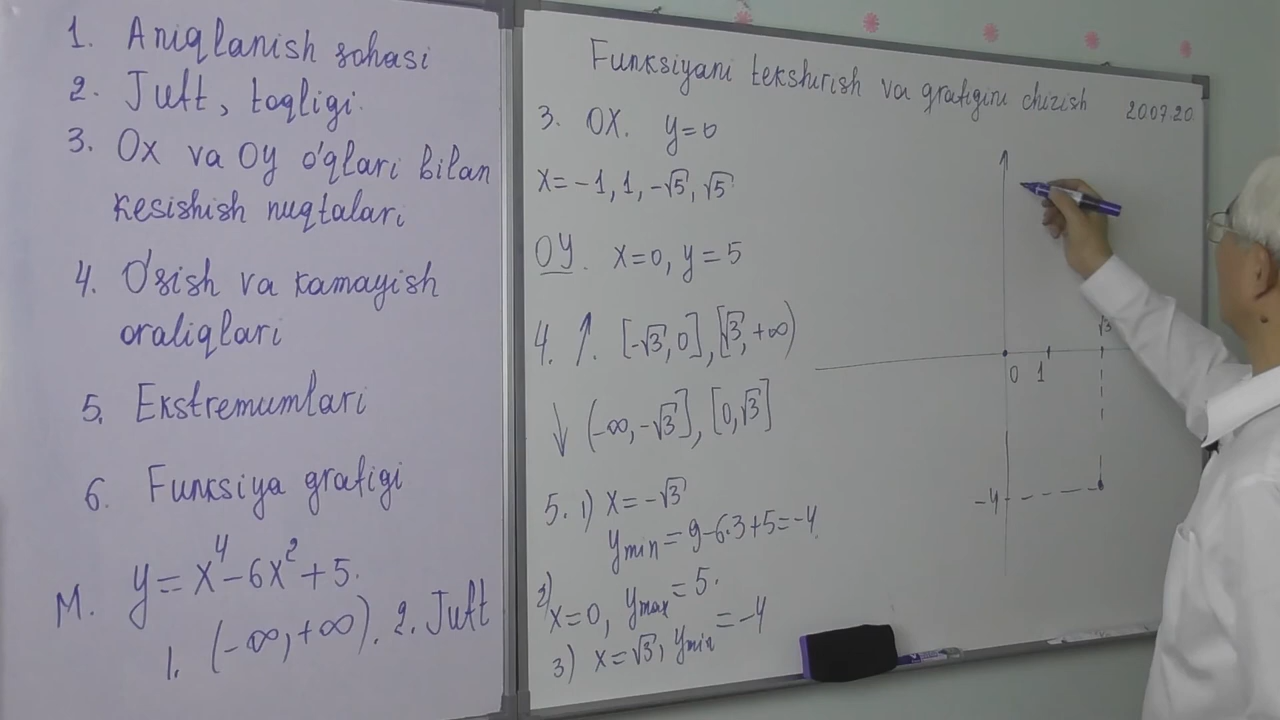 1. Aniqlanish sohasi
2. Juft, toqligi.
3. Ox va Oy o'qlari bilan
kesishish nuqtalari
4. O'sish va kamayish
oraliqlari
5. Ekstremumlari
6. Funksiya grafigi
M. y=x⁴-6x²+5.
1. (-∞,+∞). 2. Juft
Funksiyani tekshirish va grafigini chizish 20.07.20.
3. OX. y=0
x=-1, 1, -√5, √5
OY. x=0, y=5
4. ↑. [-√3,0], [√3,+∞)
↓ (-∞,-√3], [0,√3]
5. 1) x=-√3
ymin=9-6·3+5=-4
2) x=0, ymax=5.
3) x=√3, ymin=-4
√3
0 1
-4